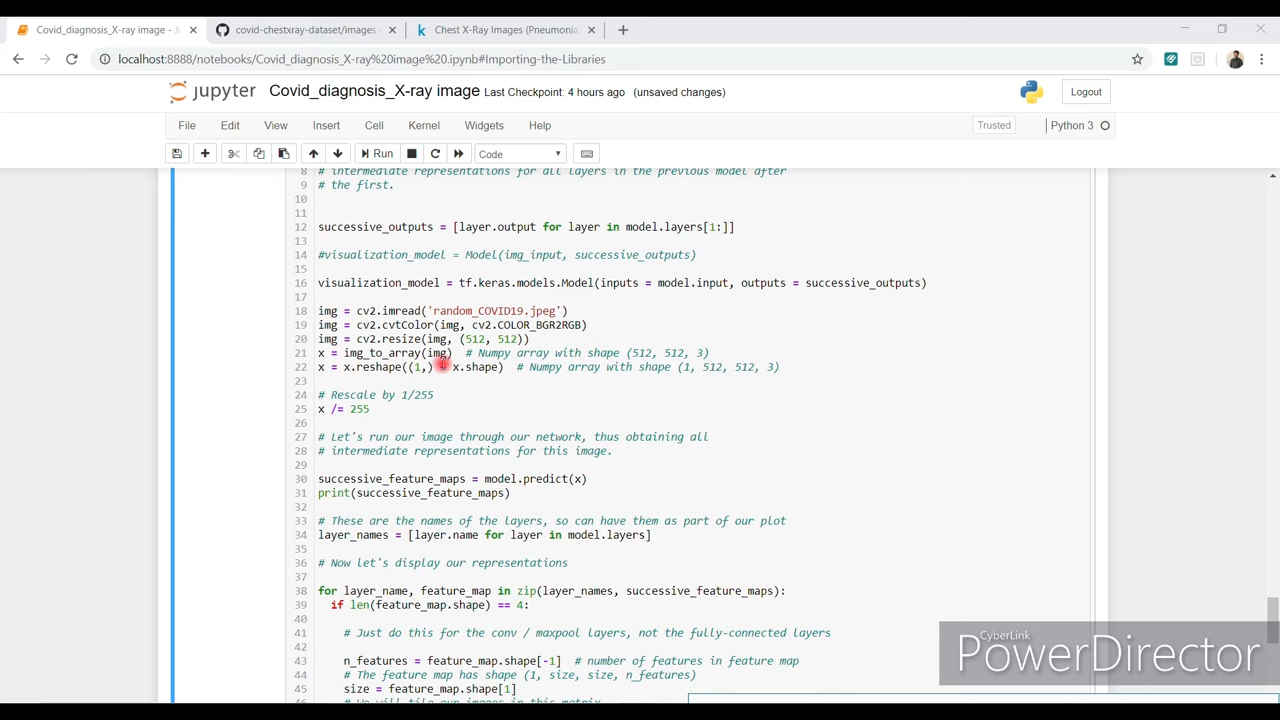 Covid_diagnosis_X-ray image - Ju
covid-chestxray-dataset/images
Chest X-Ray Images (Pneumonia)
localhost:8888/notebooks/Covid_diagnosis_X-ray%20image%20.ipynb#Importing-the-Libraries
jupyter Covid_diagnosis_X-ray image Last Checkpoint: 4 hours ago (unsaved changes) Logout
File Edit View Insert Cell Kernel Widgets Help Trusted Python 3
Run Code
8 # intermediate representations for all layers in the previous model after
9 # the first.
10
11
12 successive_outputs = [layer.output for layer in model.layers[1:]]
13
14 #visualization_model = Model(img_input, successive_outputs)
15
16 visualization_model = tf.keras.models.Model(inputs = model.input, outputs = successive_outputs)
17
18 img = cv2.imread('random_COVID19.jpeg')
19 img = cv2.cvtColor(img, cv2.COLOR_BGR2RGB)
20 img = cv2.resize(img, (512, 512))
21 x = img_to_array(img) # Numpy array with shape (512, 512, 3)
22 x = x.reshape((1,) x.shape) # Numpy array with shape (1, 512, 512, 3)
23
24 # Rescale by 1/255
25 x /= 255
26
27 # Let's run our image through our network, thus obtaining all
28 # intermediate representations for this image.
29
30 successive_feature_maps = model.predict(x)
31 print(successive_feature_maps)
32
33 # These are the names of the layers, so can have them as part of our plot
34 layer_names = [layer.name for layer in model.layers]
35
36 # Now let's display our representations
37
38 for layer_name, feature_map in zip(layer_names, successive_feature_maps):
39 if len(feature_map.shape) == 4:
40
41 # Just do this for the conv / maxpool layers, not the fully-connected layers
42
43 n_features = feature_map.shape[-1] # number of features in feature map
44 # The feature map has shape (1, size, size, n_features)
45 size = feature_map.shape[1]
46 # We will tile our images in this matrix
CyberLink
PowerDirector